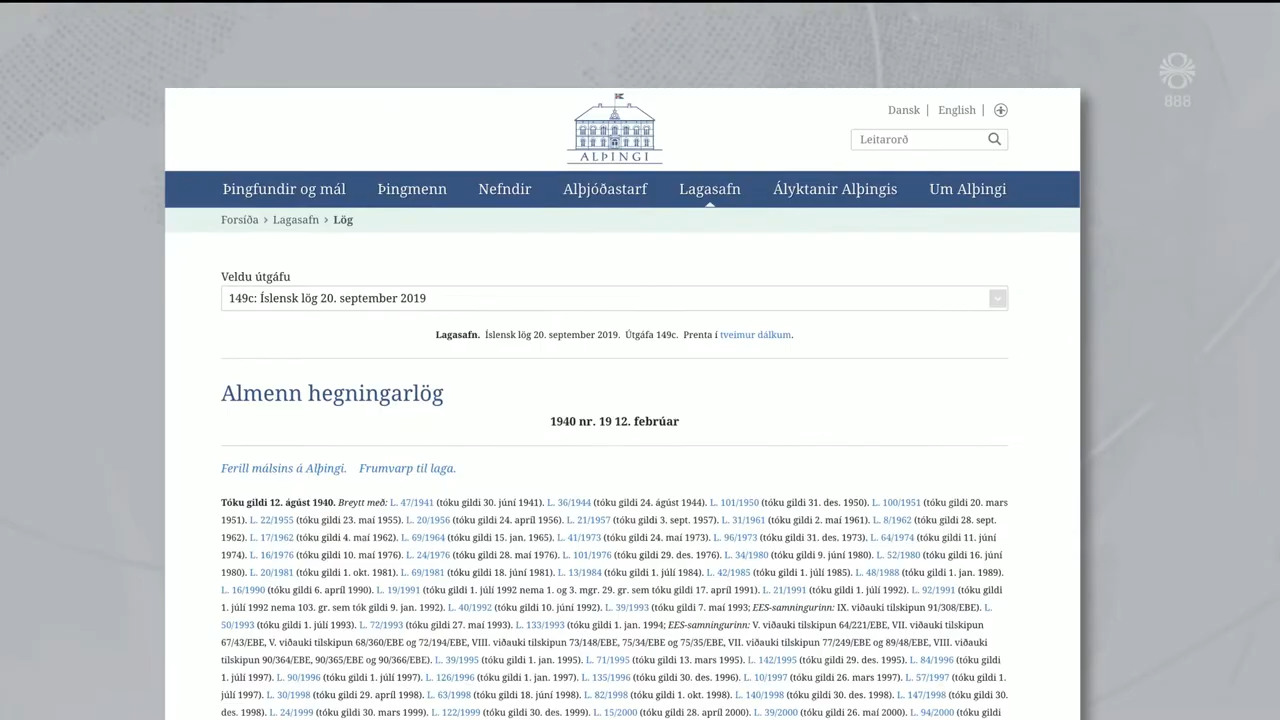 888
Dansk | English |
ALÞINGI
Leitarorð
Þingfundir og mál Þingmenn Nefndir Alþjóðastarf Lagasafn Ályktanir Alþingis Um Alþingi
Forsíða › Lagasafn › Lög
Veldu útgáfu
149c: Íslensk lög 20. september 2019
Lagasafn. Íslensk lög 20. september 2019. Útgáfa 149c. Prenta í tveimur dálkum.
Almenn hegningarlög
1940 nr. 19 12. febrúar
Ferill málsins á Alþingi. Frumvarp til laga.
Tóku gildi 12. ágúst 1940. Breytt með: L. 47/1941 (tóku gildi 30. júní 1941). L. 36/1944 (tóku gildi 24. ágúst 1944). L. 101/1950 (tóku gildi 31. des. 1950). L. 100/1951 (tóku gildi 20. mars
1951). L. 22/1955 (tóku gildi 23. maí 1955). L. 20/1956 (tóku gildi 24. apríl 1956). L. 21/1957 (tóku gildi 3. sept. 1957). L. 31/1961 (tóku gildi 2. maí 1961). L. 8/1962 (tóku gildi 28. sept.
1962). L. 17/1962 (tóku gildi 4. maí 1962). L. 69/1964 (tóku gildi 15. jan. 1965). L. 41/1973 (tóku gildi 24. maí 1973). L. 96/1973 (tóku gildi 31. des. 1973). L. 64/1974 (tóku gildi 11. júní
1974). L. 16/1976 (tóku gildi 10. maí 1976). L. 24/1976 (tóku gildi 28. maí 1976). L. 101/1976 (tóku gildi 29. des. 1976). L. 34/1980 (tóku gildi 9. júní 1980). L. 52/1980 (tóku gildi 16. júní
1980). L. 20/1981 (tóku gildi 1. okt. 1981). L. 69/1981 (tóku gildi 18. júní 1981). L. 13/1984 (tóku gildi 1. júlí 1984). L. 42/1985 (tóku gildi 1. júlí 1985). L. 48/1988 (tóku gildi 1. jan. 1989).
L. 16/1990 (tóku gildi 6. apríl 1990). L. 19/1991 (tóku gildi 1. júlí 1992 nema 1. og 3. mgr. 29. gr. sem tóku gildi 17. apríl 1991). L. 21/1991 (tóku gildi 1. júlí 1992). L. 92/1991 (tóku gildi
1. júlí 1992 nema 103. gr. sem tók gildi 9. jan. 1992). L. 40/1992 (tóku gildi 10. júní 1992). L. 39/1993 (tóku gildi 7. maí 1993; EES-samningurinn: IX. viðauki tilskipun 91/308/EBE). L.
50/1993 (tóku gildi 1. júlí 1993). L. 72/1993 (tóku gildi 27. maí 1993). L. 133/1993 (tóku gildi 1. jan. 1994; EES-samningurinn: V. viðauki tilskipun 64/221/EBE, VII. viðauki tilskipun
67/43/EBE, V. viðauki tilskipun 68/360/EBE og 72/194/EBE, VIII. viðauki tilskipun 73/148/EBE, 75/34/EBE og 75/35/EBE, VII. viðauki tilskipun 77/249/EBE og 89/48/EBE, VIII. viðauki
tilskipun 90/364/EBE, 90/365/EBE og 90/366/EBE). L. 39/1995 (tóku gildi 1. jan. 1995). L. 71/1995 (tóku gildi 13. mars 1995). L. 142/1995 (tóku gildi 29. des. 1995). L. 84/1996 (tóku gildi
1. júlí 1997). L. 90/1996 (tóku gildi 1. júlí 1997). L. 126/1996 (tóku gildi 1. jan. 1997). L. 135/1996 (tóku gildi 30. des. 1996). L. 10/1997 (tóku gildi 26. mars 1997). L. 57/1997 (tóku gildi 1.
júlí 1997). L. 30/1998 (tóku gildi 29. apríl 1998). L. 63/1998 (tóku gildi 18. júní 1998). L. 82/1998 (tóku gildi 1. okt. 1998). L. 140/1998 (tóku gildi 30. des. 1998). L. 147/1998 (tóku gildi 30.
des. 1998). L. 24/1999 (tóku gildi 30. mars 1999). L. 122/1999 (tóku gildi 30. des. 1999). L. 15/2000 (tóku gildi 28. apríl 2000). L. 39/2000 (tóku gildi 26. maí 2000). L. 94/2000 (tóku gildi